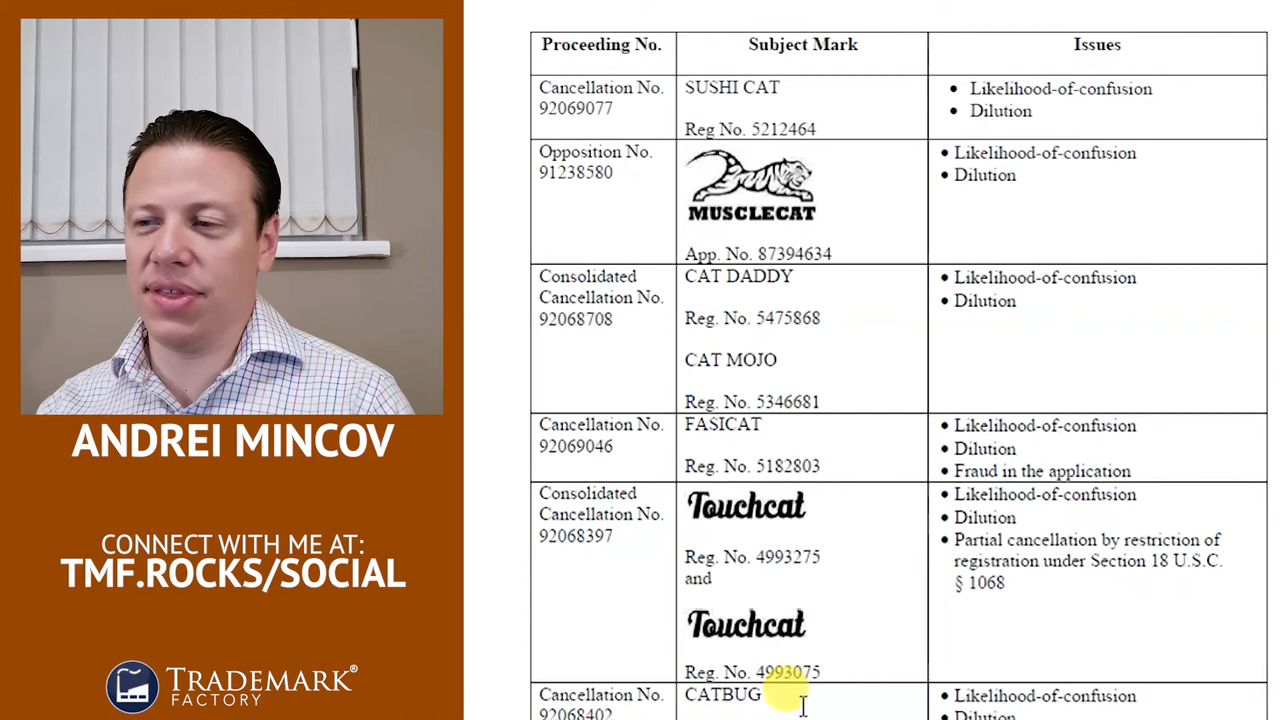 ANDREI MINCOV
CONNECT WITH ME AT:
TMF.ROCKS/SOCIAL
TRADEMARK®
FACTORY
Proceeding No. Subject Mark Issues
Cancellation No. SUSHI CAT • Likelihood-of-confusion
92069077 • Dilution
Reg No. 5212464
Opposition No. • Likelihood-of-confusion
91238580 • Dilution
MUSCLECAT
App. No. 87394634
Consolidated CAT DADDY • Likelihood-of-confusion
Cancellation No. • Dilution
92068708 Reg. No. 5475868
CAT MOJO
Reg. No. 5346681
Cancellation No. FASICAT • Likelihood-of-confusion
92069046 • Dilution
Reg. No. 5182803 • Fraud in the application
Consolidated Touchcat • Likelihood-of-confusion
Cancellation No. • Dilution
92068397 • Partial cancellation by restriction of
Reg. No. 4993275 registration under Section 18 U.S.C.
and § 1068
Touchcat
Reg. No. 4993075
Cancellation No. CATBUG • Likelihood-of-confusion
92068402 • Dilution